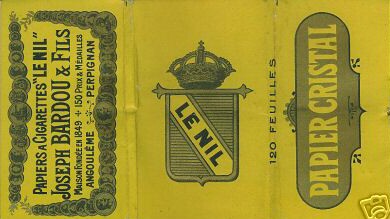 PAPIERS A CIGARETTES "LE NIL"
JOSEPH BARDOU & FILS
MAISON FONDÉE EN 1849 + 150 PRIX & MÉDAILLES
ANGOULÊME PERPIGNAN
LE NIL
120 FEUILLES
PAPIER CRISTAL